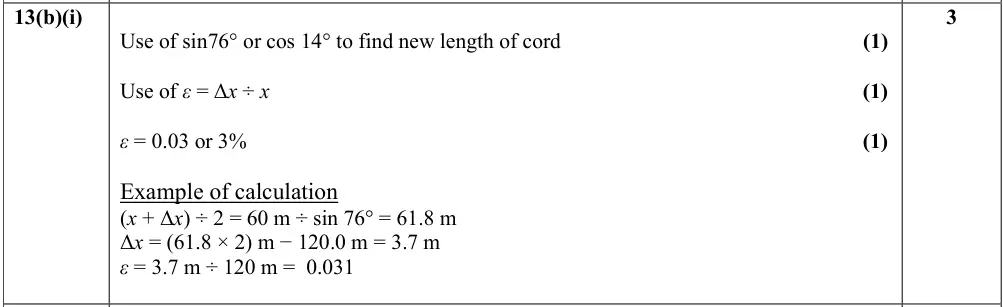 13(b)(i) 3
Use of sin76° or cos 14° to find new length of cord (1)
Use of ε = Δx ÷ x (1)
ε = 0.03 or 3% (1)
Example of calculation
(x + Δx) ÷ 2 = 60 m ÷ sin 76° = 61.8 m
Δx = (61.8 × 2) m − 120.0 m = 3.7 m
ε = 3.7 m ÷ 120 m = 0.031